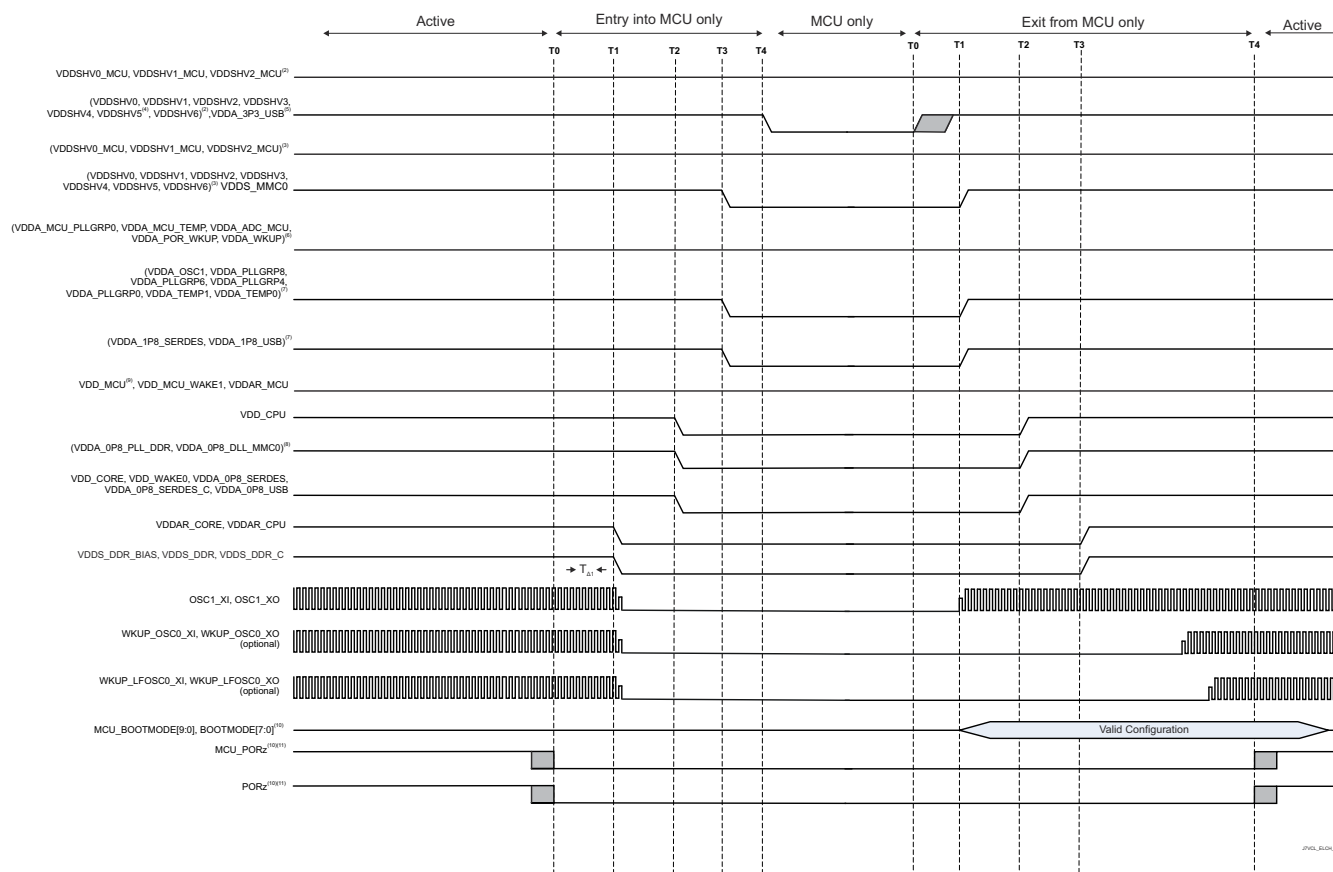 Active
Entry into MCU only
MCU only
Exit from MCU only
Active
T0
T1
T2
T3
T4
T0
T1
T2
T3
T4
VDDSHV0_MCU, VDDSHV1_MCU, VDDSHV2_MCU(2)
(VDDSHV0, VDDSHV1, VDDSHV2, VDDSHV3,
VDDSHV4, VDDSHV5(4), VDDSHV6)(2),VDDA_3P3_USB(5)
(VDDSHV0_MCU, VDDSHV1_MCU, VDDSHV2_MCU)(3)
(VDDSHV0, VDDSHV1, VDDSHV2, VDDSHV3,
VDDSHV4, VDDSHV5, VDDSHV6)(3) VDDS_MMC0
(VDDA_MCU_PLLGRP0, VDDA_MCU_TEMP, VDDA_ADC_MCU,
VDDA_POR_WKUP, VDDA_WKUP)(6)
(VDDA_OSC1, VDDA_PLLGRP8,
VDDA_PLLGRP6, VDDA_PLLGRP4,
VDDA_PLLGRP0, VDDA_TEMP1, VDDA_TEMP0)(7)
(VDDA_1P8_SERDES, VDDA_1P8_USB)(7)
VDD_MCU(9), VDD_MCU_WAKE1, VDDAR_MCU
VDD_CPU
(VDDA_0P8_PLL_DDR, VDDA_0P8_DLL_MMC0)(8)
VDD_CORE, VDD_WAKE0, VDDA_0P8_SERDES,
VDDA_0P8_SERDES_C, VDDA_0P8_USB
VDDAR_CORE, VDDAR_CPU
VDDS_DDR_BIAS, VDDS_DDR, VDDS_DDR_C
TΔ1
OSC1_XI, OSC1_XO
WKUP_OSC0_XI, WKUP_OSC0_XO
(optional)
WKUP_LFOSC0_XI, WKUP_LFOSC0_XO
(optional)
MCU_BOOTMODE[9:0], BOOTMODE[7:0](10)
Valid Configuration
MCU_PORz(10)(11)
PORz(10)(11)